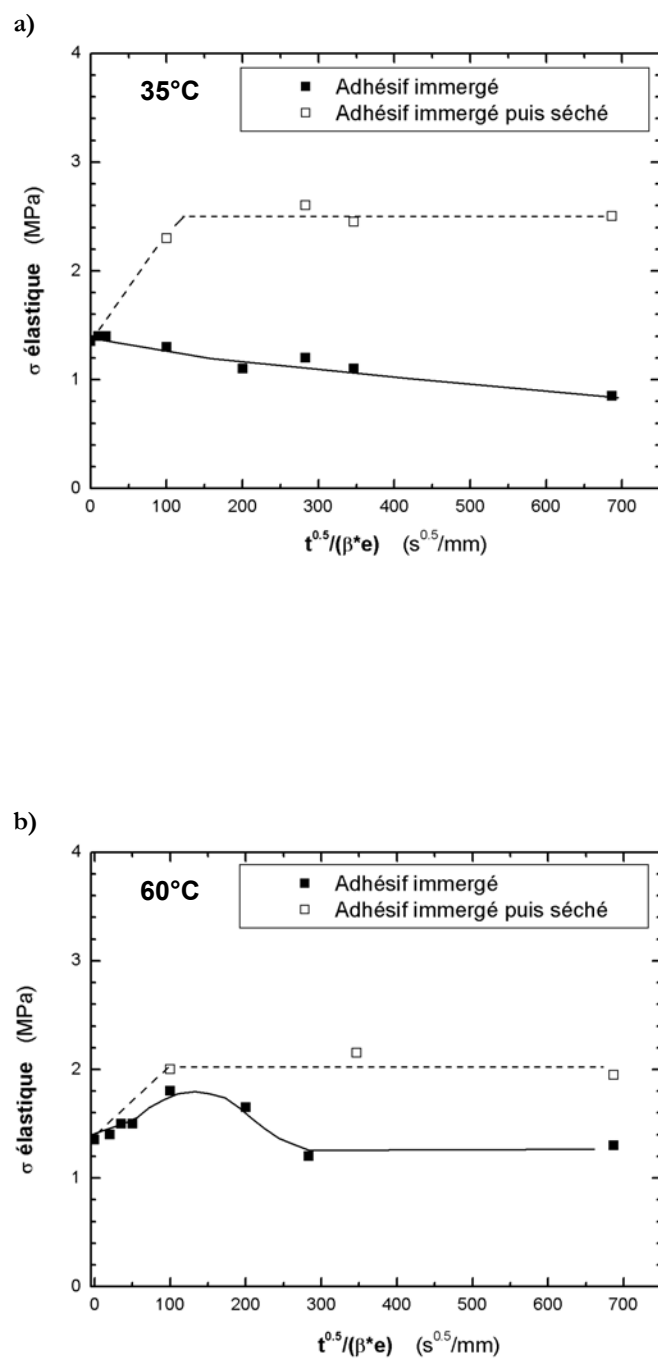 a)
4
35°C
Adhésif immergé
Adhésif immergé puis séché
3
2
1
0
σ élastique (MPa)
0 100 200 300 400 500 600 700
t^0.5/(β*e) (s^0.5/mm)
b)
4
60°C
Adhésif immergé
Adhésif immergé puis séché
3
2
1
0
σ élastique (MPa)
0 100 200 300 400 500 600 700
t^0.5/(β*e) (s^0.5/mm)